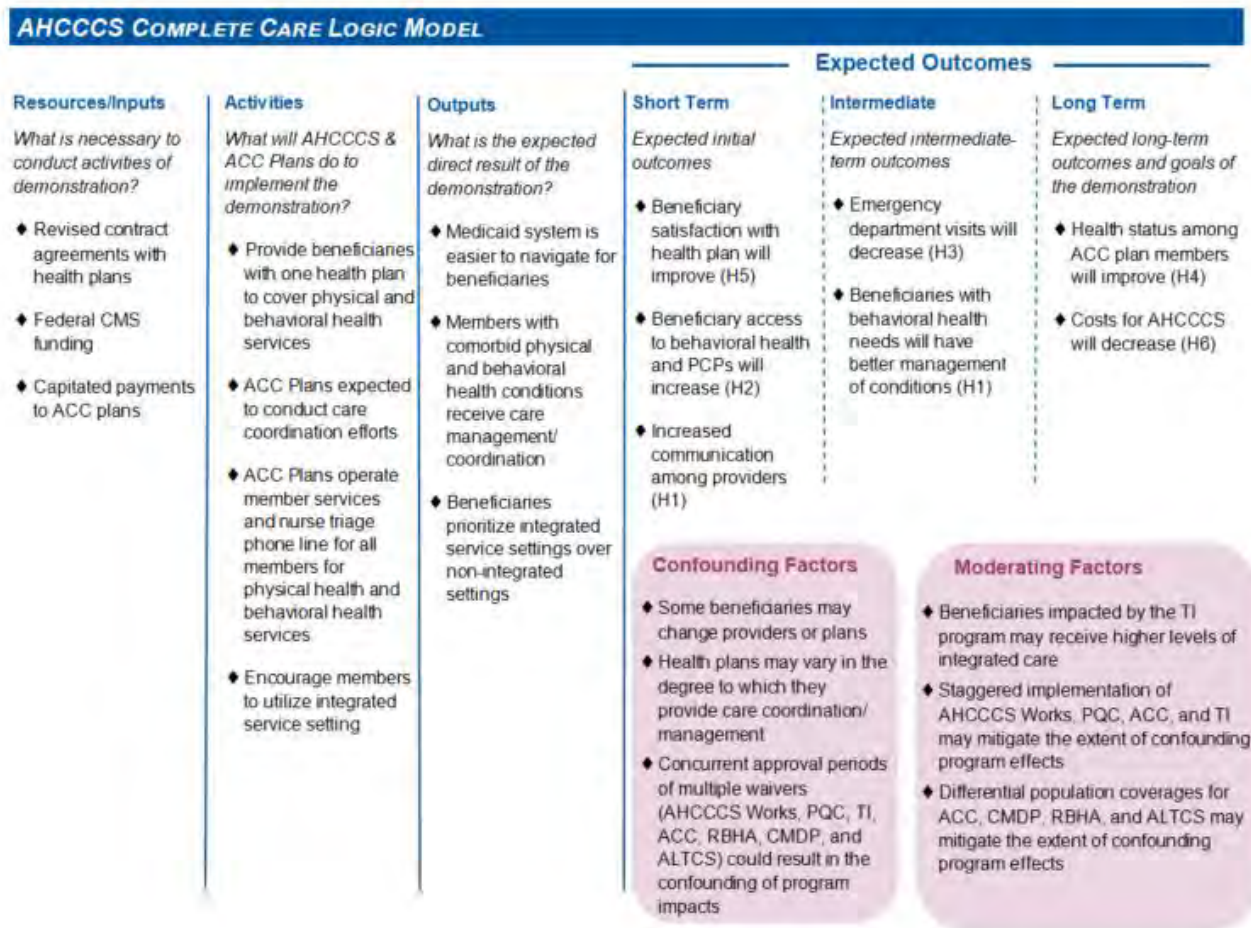 AHCCCS COMPLETE CARE LOGIC MODEL
Expected Outcomes
Resources/Inputs
What is necessary to
conduct activities of
demonstration?
♦ Revised contract
agreements with
health plans
♦ Federal CMS
funding
♦ Capitated payments
to ACC plans
Activities
What will AHCCCS &
ACC Plans do to
implement the
demonstration?
♦ Provide beneficiaries
with one health plan
to cover physical and
behavioral health
services
♦ ACC Plans expected
to conduct care
coordination efforts
♦ ACC Plans operate
member services
and nurse triage
phone line for all
members for
physical health and
behavioral health
services
♦ Encourage members
to utilize integrated
service setting
Outputs
What is the expected
direct result of the
demonstration?
♦ Medicaid system is
easier to navigate for
beneficiaries
♦ Members with
comorbid physical
and behavioral
health conditions
receive care
management/
coordination
♦ Beneficiaries
prioritize integrated
service settings over
non-integrated
settings
Short Term
Expected initial
outcomes
♦ Beneficiary
satisfaction with
health plan will
improve (H5)
♦ Beneficiary access
to behavioral health
and PCPs will
increase (H2)
♦ Increased
communication
among providers
(H1)
Intermediate
Expected intermediate-
term outcomes
♦ Emergency
department visits will
decrease (H3)
♦ Beneficiaries with
behavioral health
needs will have
better management
of conditions (H1)
Long Term
Expected long-term
outcomes and goals of
the demonstration
♦ Health status among
ACC plan members
will improve (H4)
♦ Costs for AHCCCS
will decrease (H6)
Confounding Factors
♦ Some beneficiaries may
change providers or plans
♦ Health plans may vary in the
degree to which they
provide care coordination/
management
♦ Concurrent approval periods
of multiple waivers
(AHCCCS Works, PQC, TI,
ACC, RBHA, CMDP, and
ALTCS) could result in the
confounding of program
impacts
Moderating Factors
♦ Beneficiaries impacted by the TI
program may receive higher levels of
integrated care
♦ Staggered implementation of
AHCCCS Works, PQC, ACC, and TI
may mitigate the extent of confounding
program effects
♦ Differential population coverages for
ACC, CMDP, RBHA, and ALTCS may
mitigate the extent of confounding
program effects